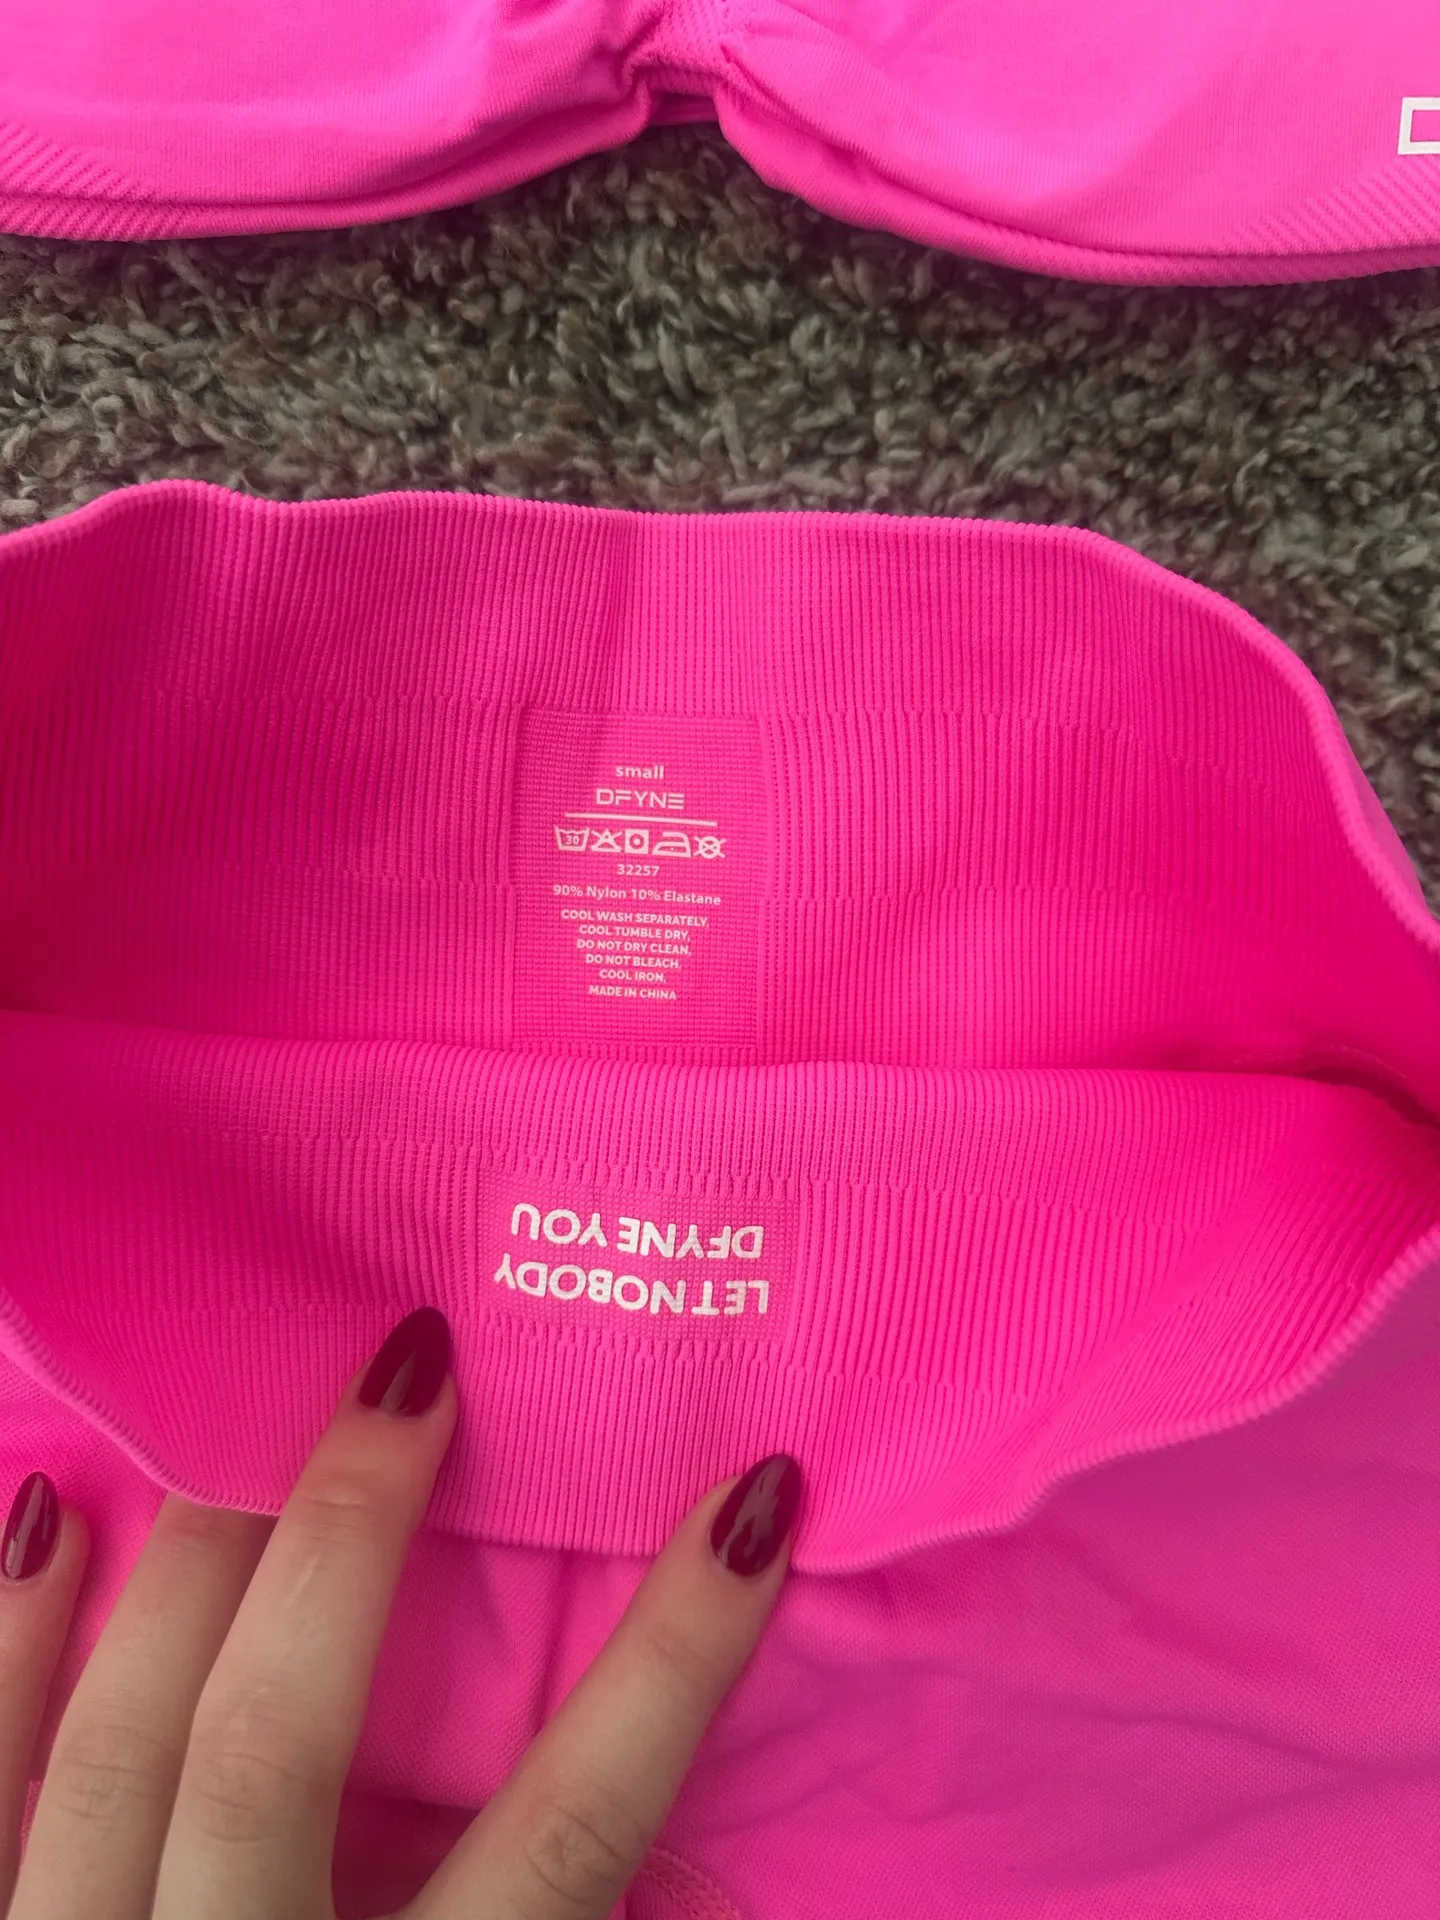 small
DFYNE
30
32257
90% Nylon 10% Elastane
COOL WASH SEPARATELY,
COOL TUMBLE DRY,
DO NOT DRY CLEAN,
DO NOT BLEACH,
COOL IRON,
MADE IN CHINA
LET NOBODY
DFYNE YOU